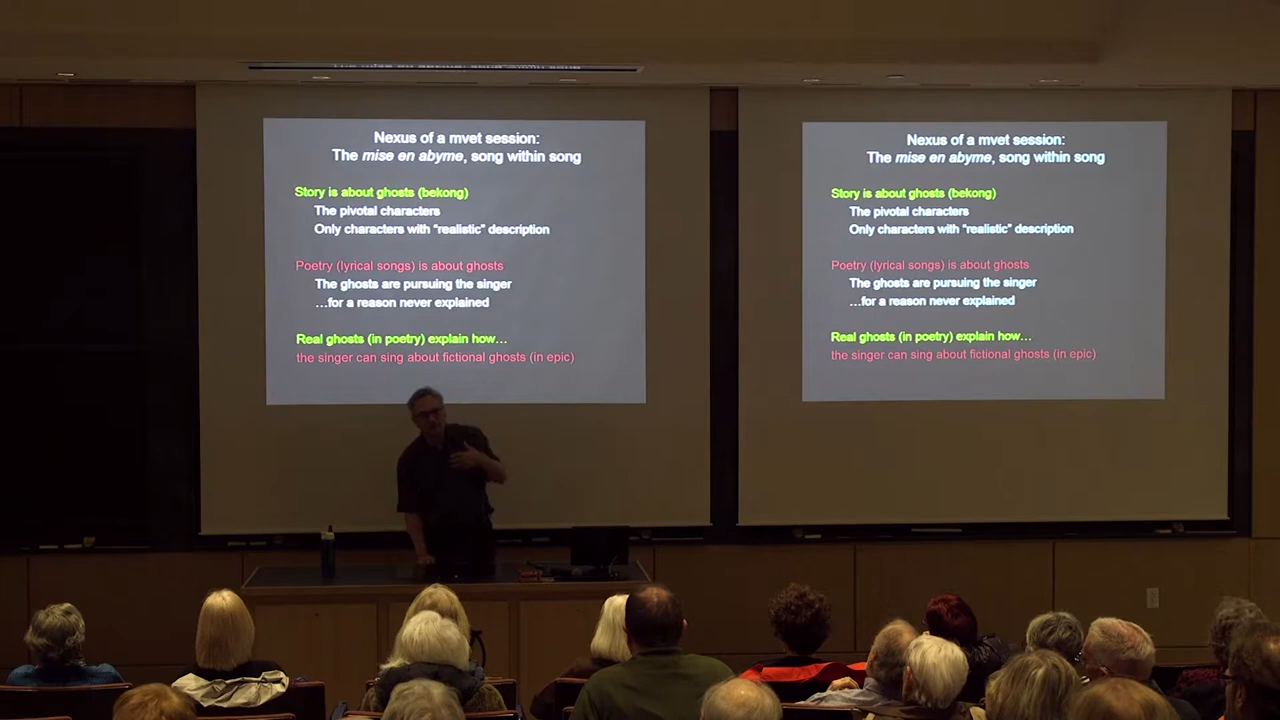 Nexus of a mvet session:
The mise en abyme, song within song
Story is about ghosts (bekong)
The pivotal characters
Only characters with "realistic" description
Poetry (lyrical songs) is about ghosts
The ghosts are pursuing the singer
…for a reason never explained
Real ghosts (in poetry) explain how…
the singer can sing about fictional ghosts (in epic)
Nexus of a mvet session:
The mise en abyme, song within song
Story is about ghosts (bekong)
The pivotal characters
Only characters with "realistic" description
Poetry (lyrical songs) is about ghosts
The ghosts are pursuing the singer
…for a reason never explained
Real ghosts (in poetry) explain how…
the singer can sing about fictional ghosts (in epic)